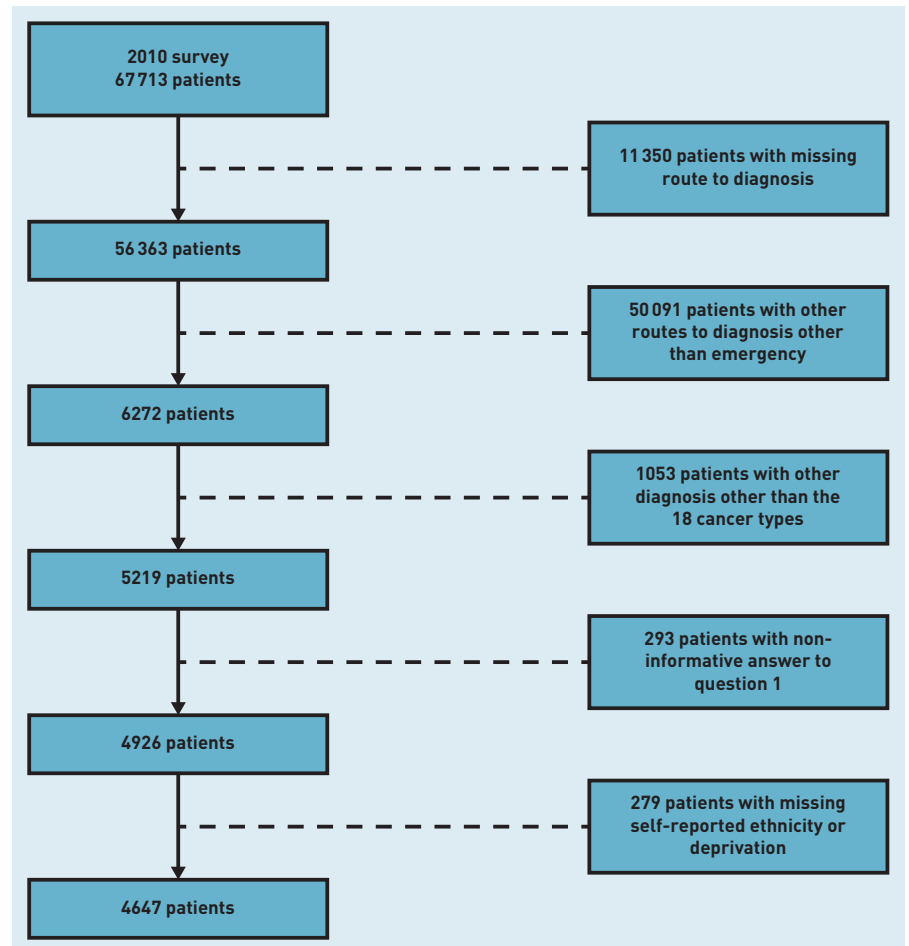 2010 survey
67 713 patients
11 350 patients with missing
route to diagnosis
56 363 patients
50 091 patients with other
routes to diagnosis other
than emergency
6272 patients
1053 patients with other
diagnosis other than the
18 cancer types
5219 patients
293 patients with non-
informative answer to
question 1
4926 patients
279 patients with missing
self-reported ethnicity or
deprivation
4647 patients